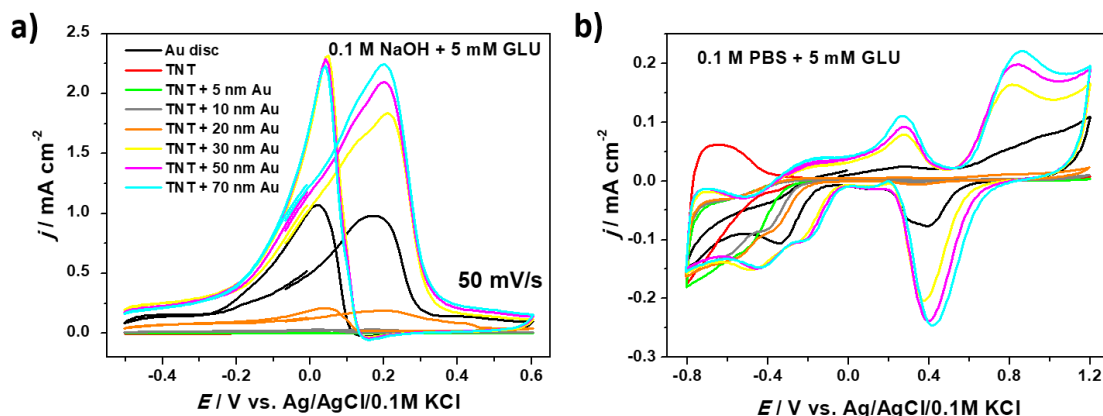 a)
0.1 M NaOH + 5 mM GLU
Au disc
TNT
TNT + 5 nm Au
TNT + 10 nm Au
TNT + 20 nm Au
TNT + 30 nm Au
TNT + 50 nm Au
TNT + 70 nm Au
50 mV/s
2.5
2.0
1.5
1.0
0.5
0.0
j / mA cm-2
-0.4 -0.2 0.0 0.2 0.4 0.6
E / V vs. Ag/AgCl/0.1M KCl
b)
0.1 M PBS + 5 mM GLU
0.2
0.1
0.0
-0.1
-0.2
-0.3
j / mA cm-2
-0.8 -0.4 0.0 0.4 0.8 1.2
E / V vs. Ag/AgCl/0.1M KCl